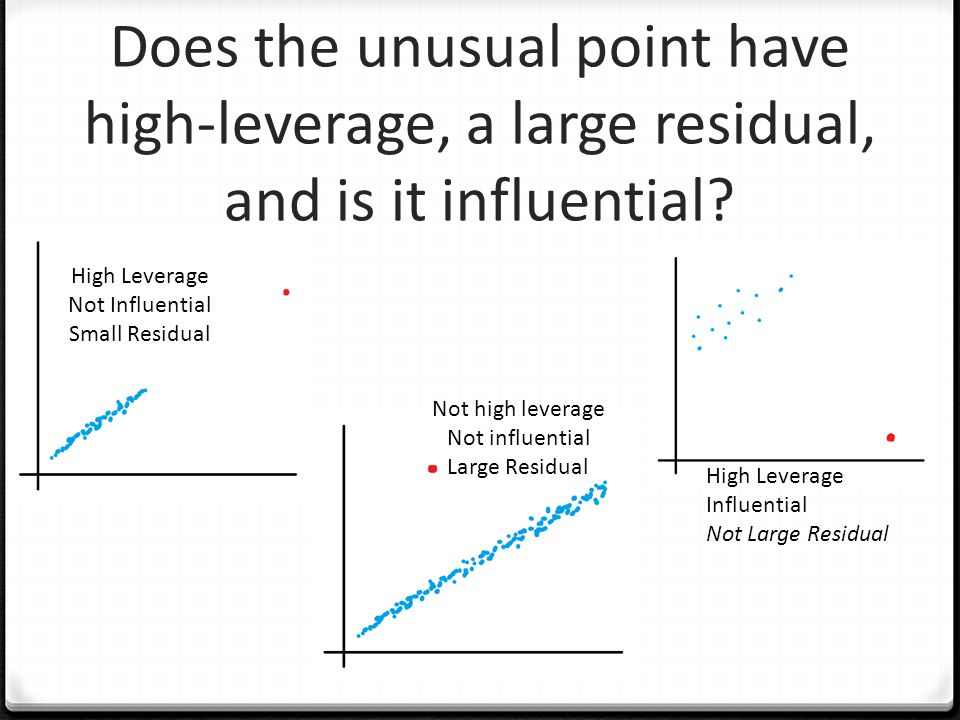 Does the unusual point have
high-leverage, a large residual,
and is it influential?
High Leverage
Not Influential
Small Residual
Not high leverage
Not influential
Large Residual
High Leverage
Influential
Not Large Residual